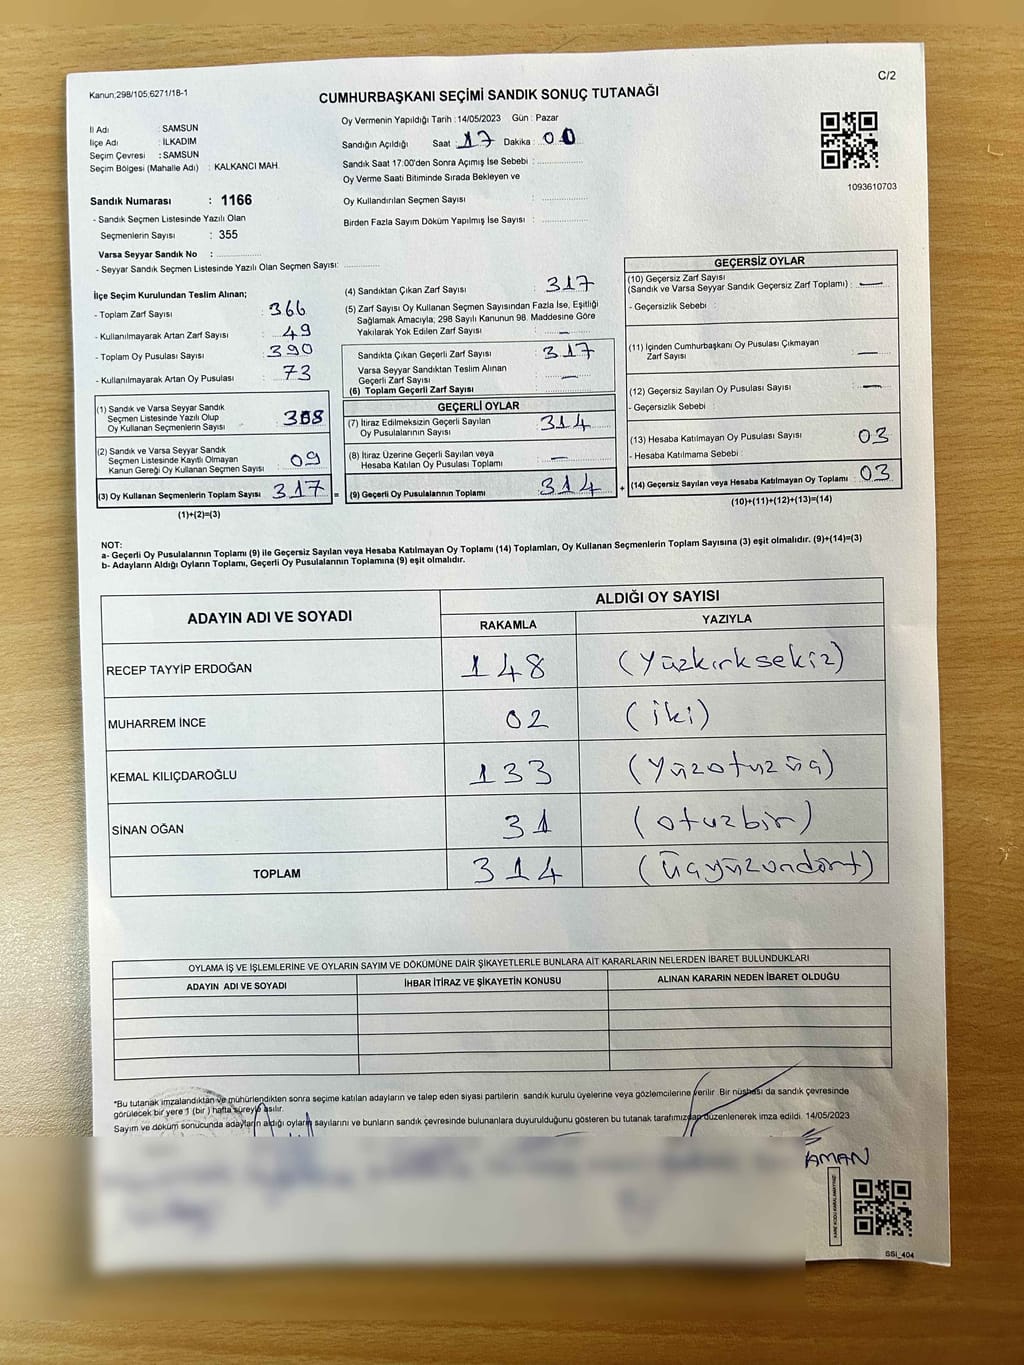 C/2
Kanun;298/105,6271/18-1
CUMHURBAŞKANI SEÇİMİ SANDIK SONUÇ TUTANAĞI
İl Adı : SAMSUN
İlçe Adı : İLKADIM
Seçim Çevresi : SAMSUN
Seçim Bölgesi (Mahalle Adı) : KALKANCI MAH.
Sandık Numarası : 1166
- Sandık Seçmen Listesinde Yazılı Olan
Seçmenlerin Sayısı : 355
Varsa Seyyar Sandık No :
- Seyyar Sandık Seçmen Listesinde Yazılı Olan Seçmen Sayısı:
Oy Vermenin Yapıldığı Tarih :14/05/2023 Gün : Pazar
Sandığın Açıldığı Saat : 17 Dakika : 00
Sandık Saat 17:00'den Sonra Açımış İse Sebebi :
Oy Verme Saati Bitiminde Sırada Bekleyen ve
Oy Kullandırılan Seçmen Sayısı :
Birden Fazla Sayım Döküm Yapılmış İse Sayısı :
1093610703
İlçe Seçim Kurulundan Teslim Alınan;
- Toplam Zarf Sayısı : 366
- Kullanılmayarak Artan Zarf Sayısı : 49
- Toplam Oy Pusulası Sayısı : 390
- Kullanılmayarak Artan Oy Pusulası : 73
(1) Sandık ve Varsa Seyyar Sandık
Seçmen Listesinde Yazılı Olup
Oy Kullanan Seçmenlerin Sayısı 308
(2) Sandık ve Varsa Seyyar Sandık
Seçmen Listesinde Kayıtlı Olmayan
Kanun Gereği Oy Kullanan Seçmen Sayısı 09
(3) Oy Kullanan Seçmenlerin Toplam Sayısı 317 =
(1)+(2)=(3)
(4) Sandıktan Çıkan Zarf Sayısı : 317
(5) Zarf Sayısı Oy Kullanan Seçmen Sayısından Fazla İse, Eşitliği
Sağlamak Amacıyla; 298 Sayılı Kanunun 98. Maddesine Göre
Yakılarak Yok Edilen Zarf Sayısı : —
Sandıkta Çıkan Geçerli Zarf Sayısı : 317
Varsa Seyyar Sandıktan Teslim Alınan
Geçerli Zarf Sayısı : —
(6) Toplam Geçerli Zarf Sayısı :
GEÇERLİ OYLAR
(7) İtiraz Edilmeksizin Geçerli Sayılan
Oy Pusulalarının Sayısı : 314
(8) İtiraz Üzerine Geçerli Sayılan veya
Hesaba Katılan Oy Pusulası Toplamı : —
(9) Geçerli Oy Pusulalarının Toplamı : 314 +
GEÇERSİZ OYLAR
(10) Geçersiz Zarf Sayısı
(Sandık ve Varsa Seyyar Sandık Geçersiz Zarf Toplamı) : —
- Geçersizlik Sebebi :
(11) İçinden Cumhurbaşkanı Oy Pusulası Çıkmayan
Zarf Sayısı : —
(12) Geçersiz Sayılan Oy Pusulası Sayısı : —
- Geçersizlik Sebebi
(13) Hesaba Katılmayan Oy Pusulası Sayısı : 03
- Hesaba Katılmama Sebebi
(14) Geçersiz Sayılan veya Hesaba Katılmayan Oy Toplamı : 03
(10)+(11)+(12)+(13)=(14)
NOT:
a- Geçerli Oy Pusulalarının Toplamı (9) ile Geçersiz Sayılan veya Hesaba Katılmayan Oy Toplamı (14) Toplamları, Oy Kullanan Seçmenlerin Toplam Sayısına (3) eşit olmalıdır. (9)+(14)=(3)
b- Adayların Aldığı Oyların Toplamı, Geçerli Oy Pusulalarının Toplamına (9) eşit olmalıdır.
ADAYIN ADI VE SOYADI
ALDIĞI OY SAYISI
RAKAMLA YAZIYLA
RECEP TAYYİP ERDOĞAN 148 (Yüzkırksekiz)
MUHARREM İNCE 02 (iki)
KEMAL KILIÇDAROĞLU 133 (Yüzotuzüç)
SİNAN OĞAN 31 (otuzbir)
TOPLAM 314 (üçyüzondört)
OYLAMA İŞ VE İŞLEMLERİNE VE OYLARIN SAYIM VE DÖKÜMÜNE DAİR ŞİKAYETLERLE BUNLARA AİT KARARLARIN NELERDEN İBARET BULUNDUKLARI
ADAYIN ADI VE SOYADI İHBAR İTİRAZ VE ŞİKAYETİN KONUSU ALINAN KARARIN NEDEN İBARET OLDUĞU
*Bu tutanak imzalandıktan ve mühürlendikten sonra seçime katılan adayların ve talep eden siyasi partilerin sandık kurulu üyelerine veya gözlemcilerine verilir. Bir nüshası da sandık çevresinde
görülecek bir yere 1 (bir ) hafta süreyle asılır.
Sayım ve döküm sonucunda adayların aldığı oyların sayılarını ve bunların sandık çevresinde bulunanlara duyurulduğunu gösteren bu tutanak tarafımızdan düzenlenerek imza edildi. 14/05/2023
AMAN
SSİ_404